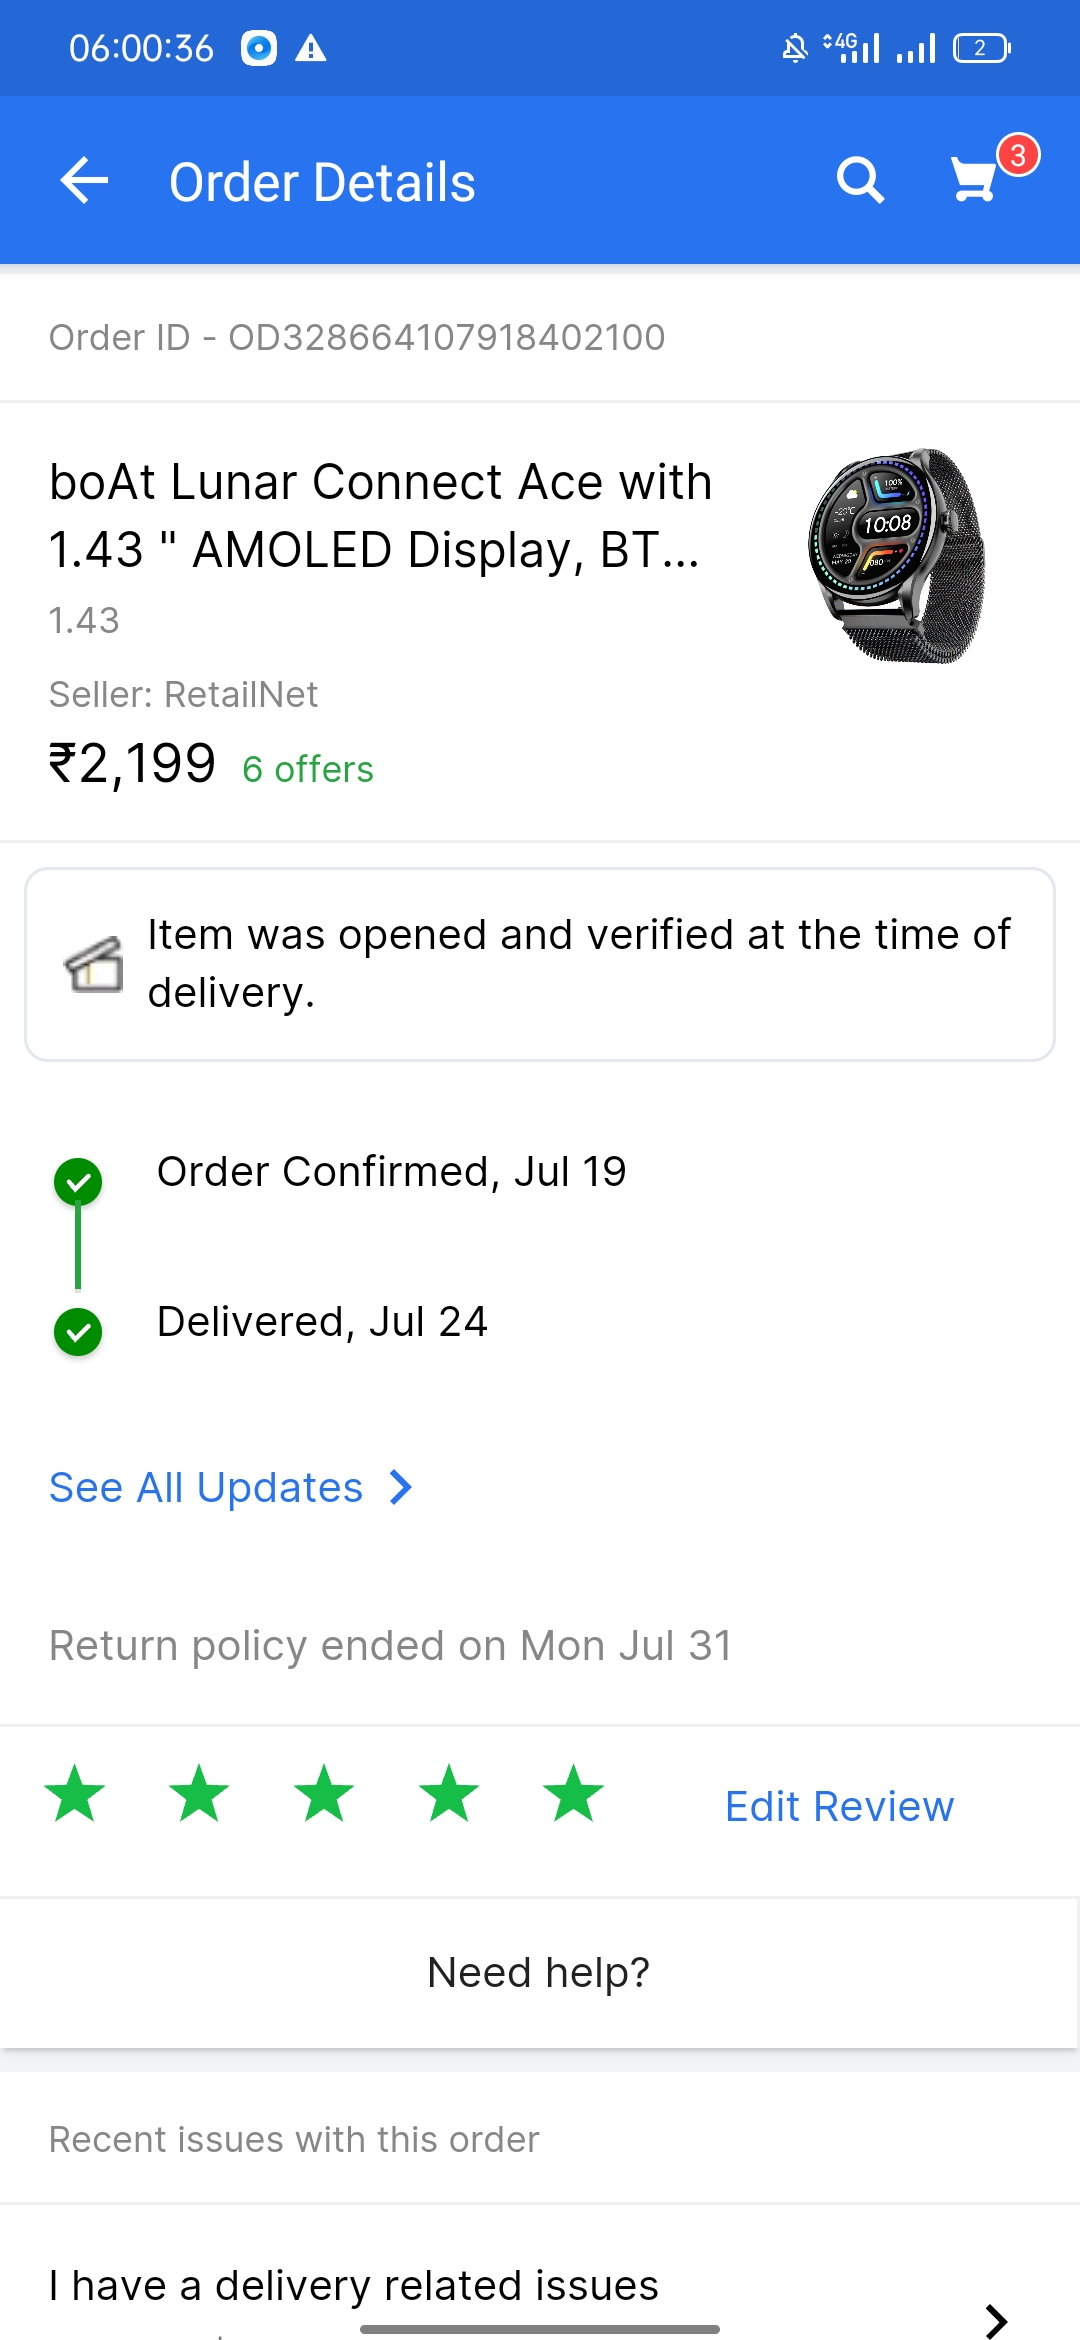 06:00:36
4G
2
Order Details
3
Order ID - OD328664107918402100
boAt Lunar Connect Ace with
1.43 " AMOLED Display, BT...
1.43
Seller: RetailNet
₹2,199 6 offers
100%
-20°C
10:08
Item was opened and verified at the time of
delivery.
Order Confirmed, Jul 19
Delivered, Jul 24
See All Updates
Return policy ended on Mon Jul 31
Edit Review
Need help?
Recent issues with this order
I have a delivery related issues